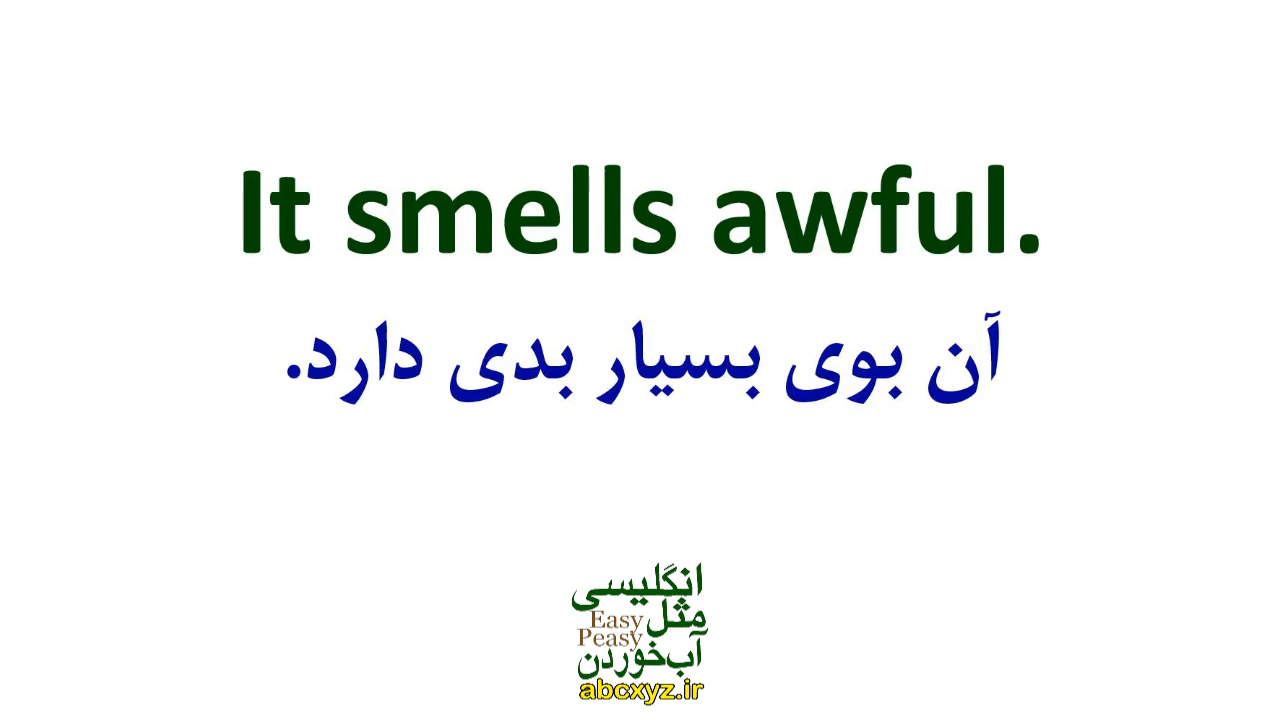 It smells awful.
آن بوی بسیار بدی دارد.
انگلیسی
مثل Easy
Peasy
آب‌خوردن
abcxyz.ir